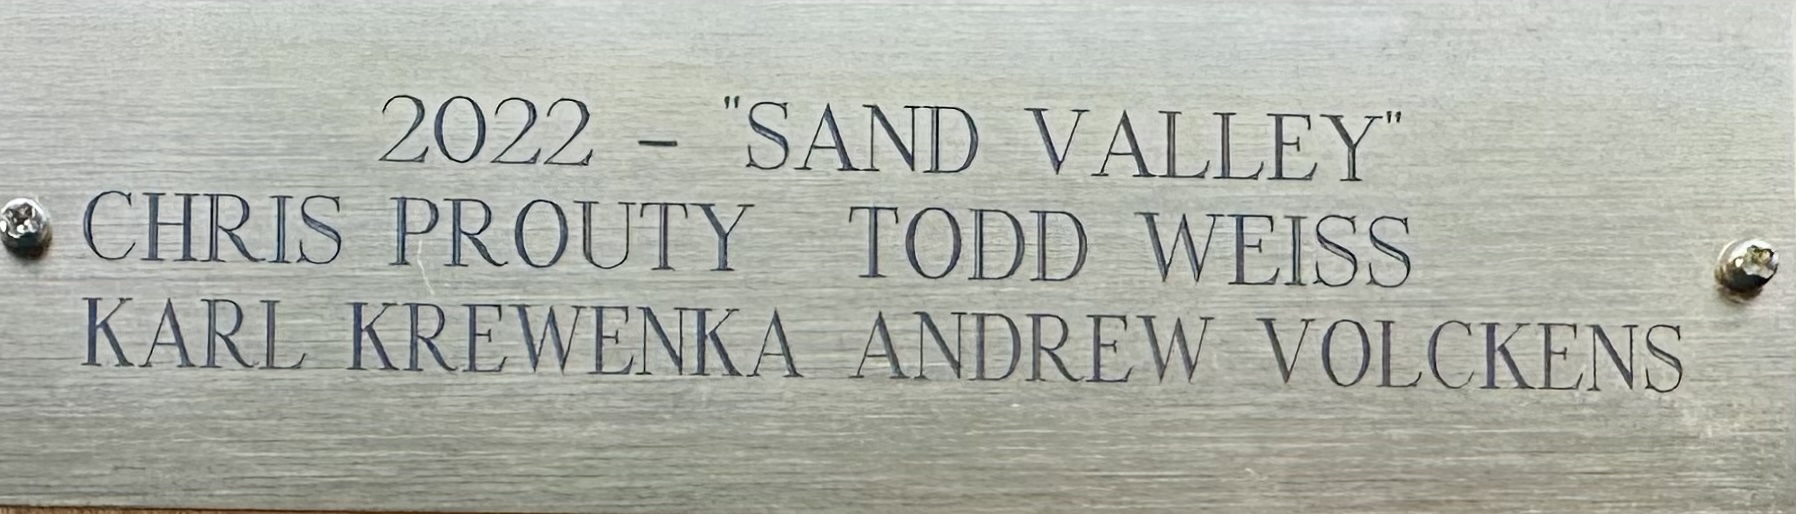 2022 - "SAND VALLEY"
CHRIS PROUTY TODD WEISS
KARL KREWENKA ANDREW VOLCKENS